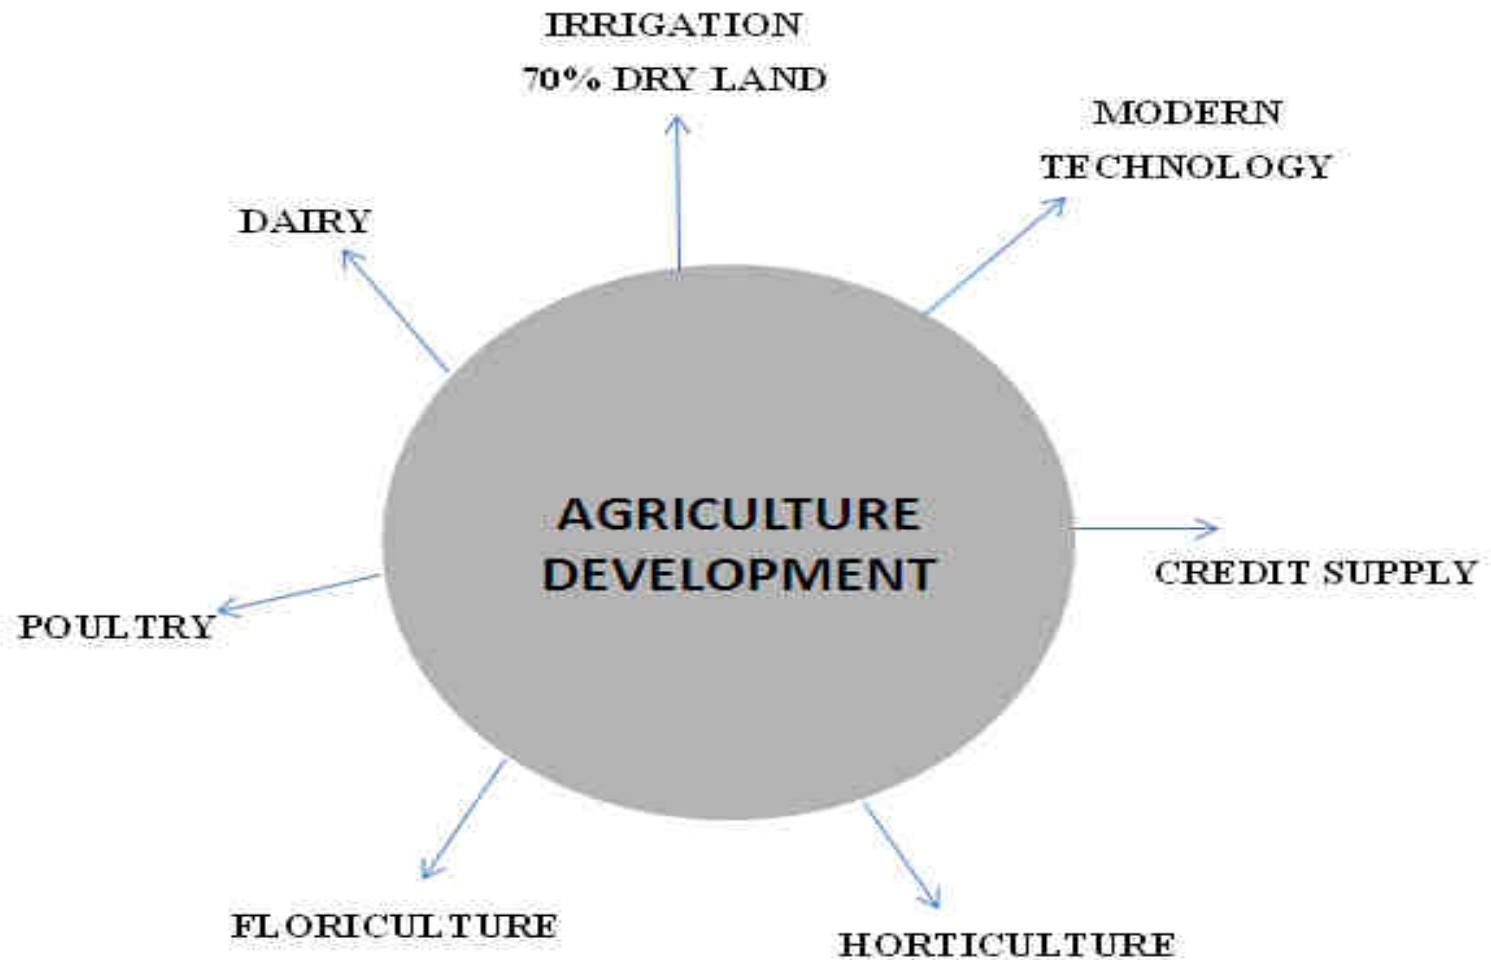 IRRIGATION
70% DRY LAND
MODERN
TECHNOLOGY
DAIRY
AGRICULTURE
DEVELOPMENT
CREDIT SUPPLY
POULTRY
FLORICULTURE
HORTICULTURE